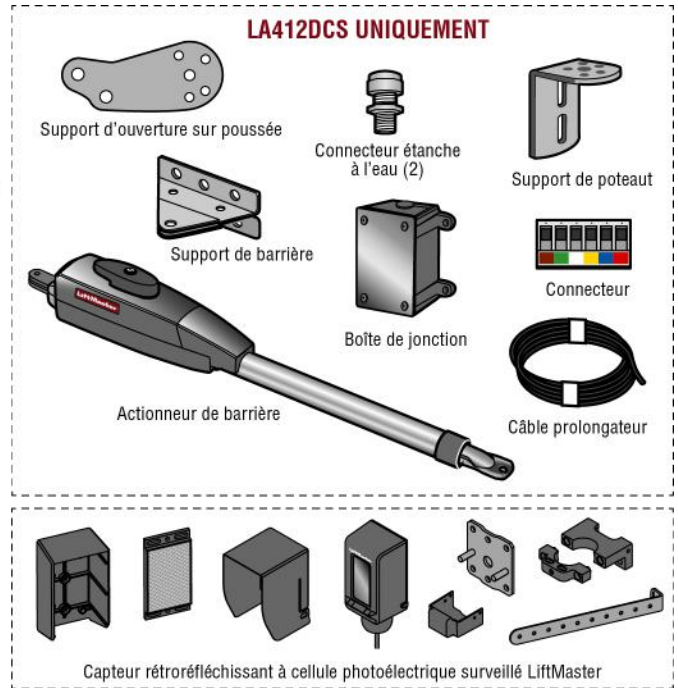 LA412DCS UNIQUEMENT
Support d'ouverture sur poussée
Connecteur étanche
à l'eau (2)
Support de poteaut
Support de barrière
Connecteur
Boîte de jonction
LiftMaster
Actionneur de barrière
Câble prolongateur
Capteur rétroréfléchissant à cellule photoélectrique surveillé LiftMaster